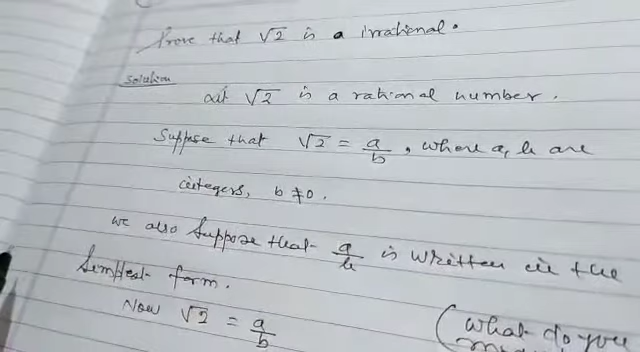 Prove that √2 is a irrational.
Solution
Let √2 is a rational number.
Suppose that √2 = a/b, where a, b are
integers, b ≠ 0.
we also suppose that a/b is written in the
simplest form.
Now √2 = a/b
(what do you